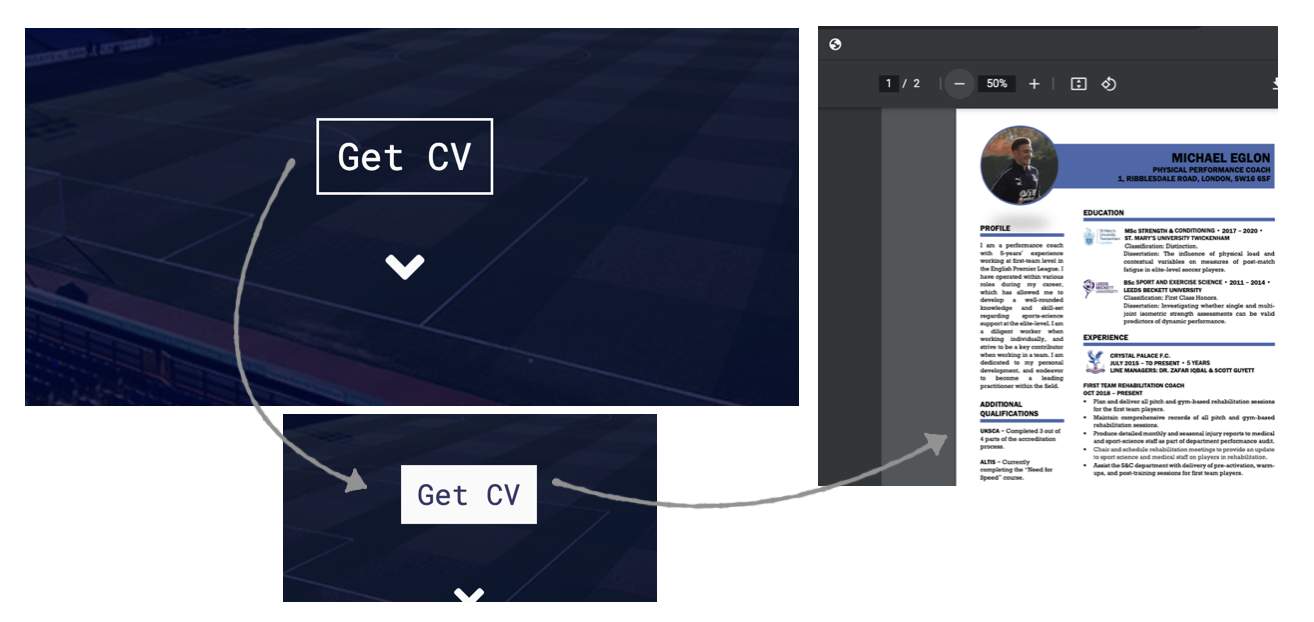 Get CV
Get CV
1 / 2
50%
MICHAEL EGLON
PHYSICAL PERFORMANCE COACH
1, RIBBLESDALE ROAD, LONDON, SW16 6SF
PROFILE
I am a performance coach
with 5-years' experience
working at first-team level in
the English Premier League. I
have operated within various
roles during my career,
which has allowed me to
develop a well-rounded
knowledge and skill-set
regarding sports-science
support at the elite-level. I am
a diligent worker when
working individually, and
strive to be a key contributor
when working in a team. I am
dedicated to my personal
development, and endeavor
to become a leading
practitioner within the field.
ADDITIONAL
QUALIFICATIONS
UKSCA – Completed 3 out of
4 parts of the accreditation
process.
ALTIS – Currently
completing the "Need for
Speed" course.
EDUCATION
MSc STRENGTH & CONDITIONING • 2017 – 2020 •
ST. MARY'S UNIVERSITY TWICKENHAM
Classification: Distinction.
Dissertation: The influence of physical load and
contextual variables on measures of post-match
fatigue in elite-level soccer players.
LEEDS
BECKETT
UNIVERSITY
BSc SPORT AND EXERCISE SCIENCE • 2011 – 2014 •
LEEDS BECKETT UNIVERSITY
Classification: First Class Honors.
Dissertation: Investigating whether single and multi-
joint isometric strength assessments can be valid
predictors of dynamic performance.
EXPERIENCE
CRYSTAL PALACE F.C.
JULY 2015 – TO PRESENT • 5 YEARS
LINE MANAGERS: DR. ZAFAR IQBAL & SCOTT GUYETT
FIRST TEAM REHABILITATION COACH
OCT 2018 – PRESENT
• Plan and deliver all pitch and gym-based rehabilitation sessions
for the first team players.
• Maintain comprehensive records of all pitch and gym-based
rehabilitation sessions.
• Produce detailed monthly and seasonal injury reports to medical
and sport-science staff as part of department performance audit.
• Chair and schedule rehabilitation meetings to provide an update
to sport science and medical staff on players in rehabilitation.
• Assist the S&C department with delivery of pre-activation, warm-
ups, and post-training sessions for first team players.